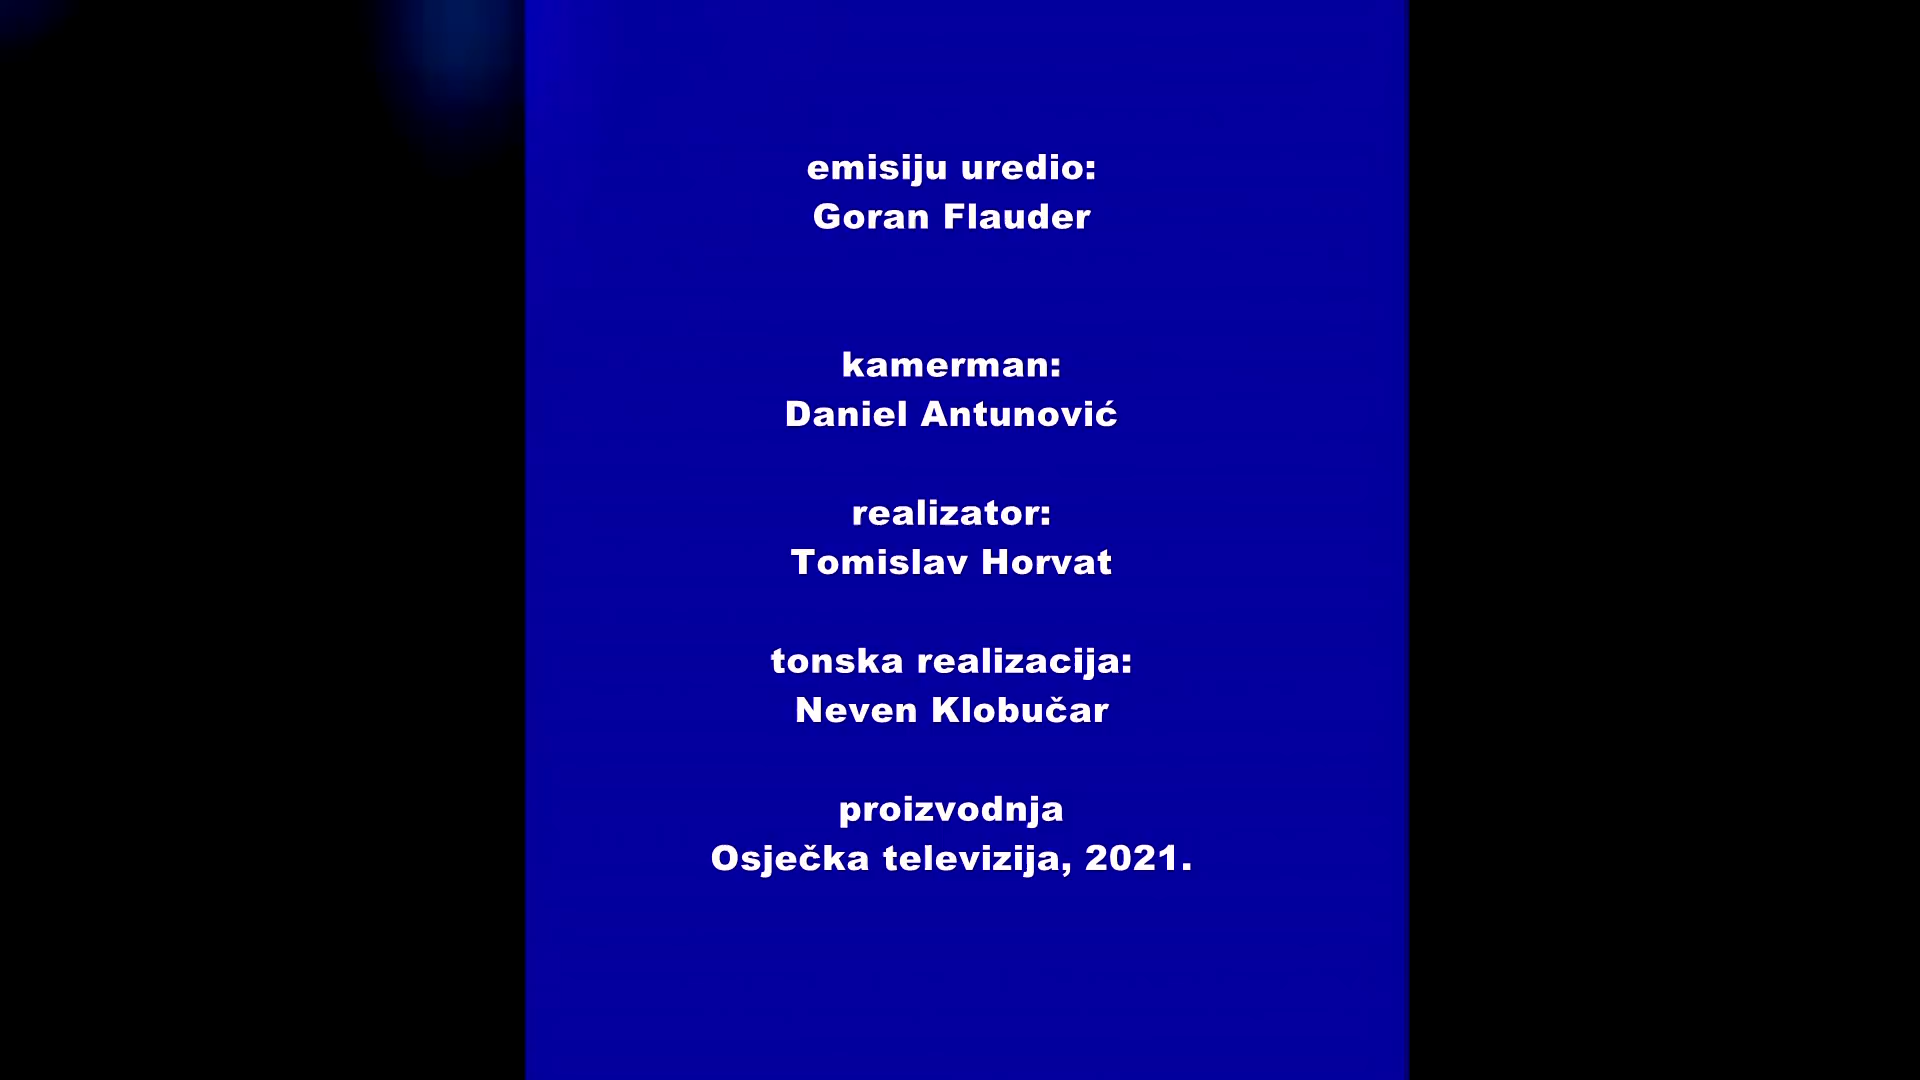 emisiju uredio:
Goran Flauder
kamerman:
Daniel Antunović
realizator:
Tomislav Horvat
tonska realizacija:
Neven Klobučar
proizvodnja
Osječka televizija, 2021.